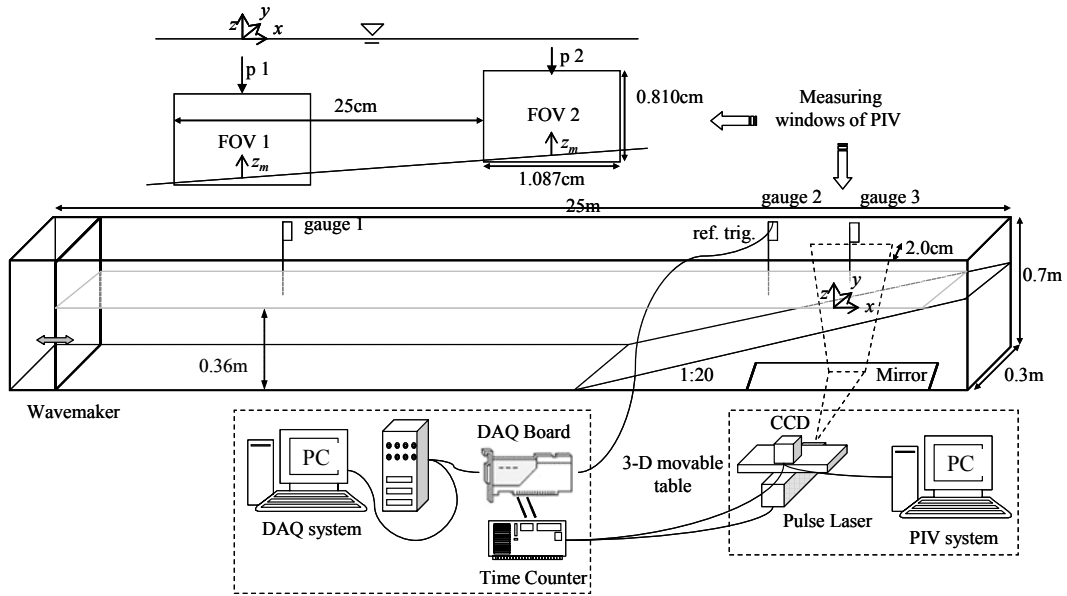 z y x
p 1
p 2
25cm
FOV 1
FOV 2
0.810cm
zm
zm
1.087cm
Measuring
windows of PIV
25m
gauge 1
gauge 2
gauge 3
ref. trig.
2.0cm
0.7m
z y x
0.36m
1:20
Mirror
0.3m
Wavemaker
PC
DAQ Board
DAQ system
Time Counter
3-D movable
table
CCD
Pulse Laser
PC
PIV system